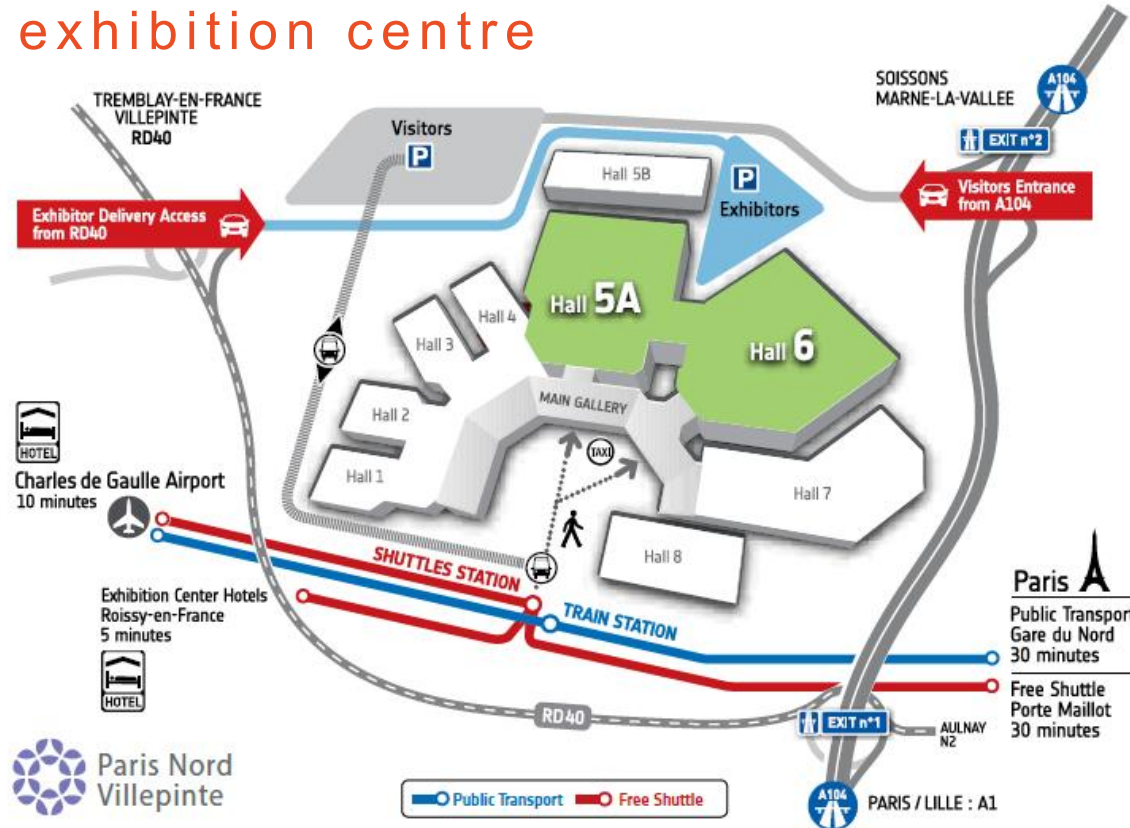 exhibition centre
TREMBLAY-EN-FRANCE
VILLEPINTE
RD40
Visitors
P
SOISSONS
MARNE-LA-VALLEE
A104
EXIT n°2
Hall 5B
P
Exhibitors
Exhibitor Delivery Access
from RD40
Visitors Entrance
from A104
Hall 5A
Hall 4
Hall 3
Hall 6
Hall 2
MAIN GALLERY
TAXI
Hall 1
Hall 7
Hall 8
HOTEL
Charles de Gaulle Airport
10 minutes
SHUTTLES STATION
TRAIN STATION
Exhibition Center Hotels
Roissy-en-France
5 minutes
HOTEL
Paris
Public Transport
Gare du Nord
30 minutes
Free Shuttle
Porte Maillot
30 minutes
RD40
EXIT n°1
AULNAY
N2
Paris Nord
Villepinte
Public Transport
Free Shuttle
A104
PARIS / LILLE : A1